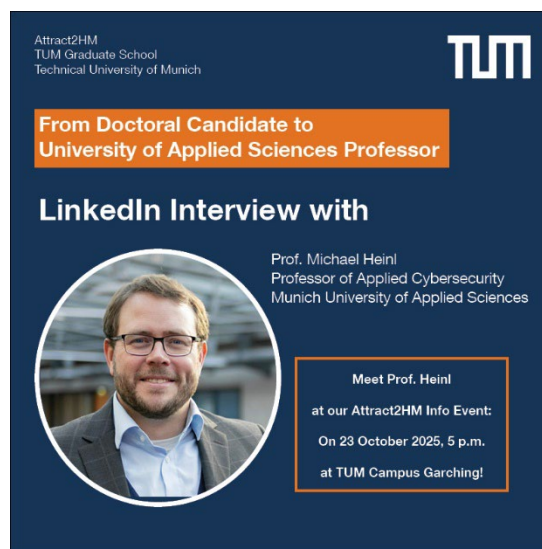 Attract2HM
TUM Graduate School
Technical University of Munich
TUM
From Doctoral Candidate to
University of Applied Sciences Professor
LinkedIn Interview with
Prof. Michael Heinl
Professor of Applied Cybersecurity
Munich University of Applied Sciences
Meet Prof. Heinl
at our Attract2HM Info Event:
On 23 October 2025, 5 p.m.
at TUM Campus Garching!